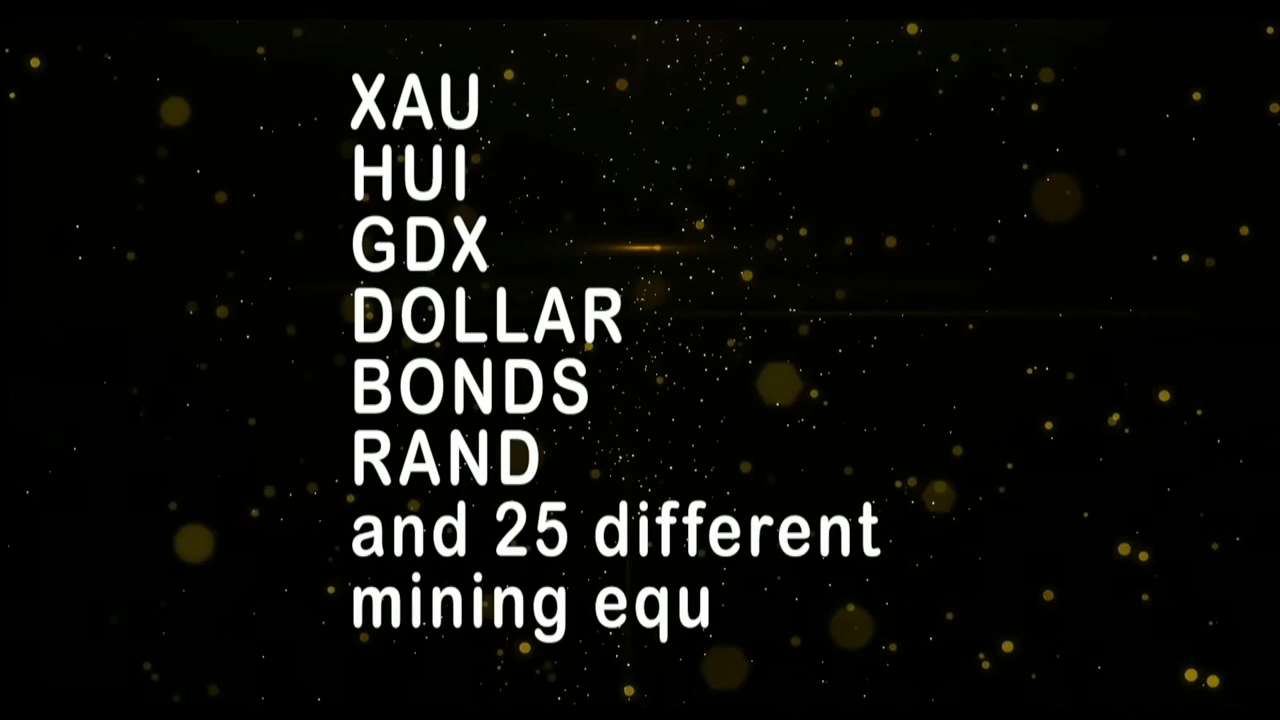 XAU
HUI
GDX
DOLLAR
BONDS
RAND
and 25 different
mining equ